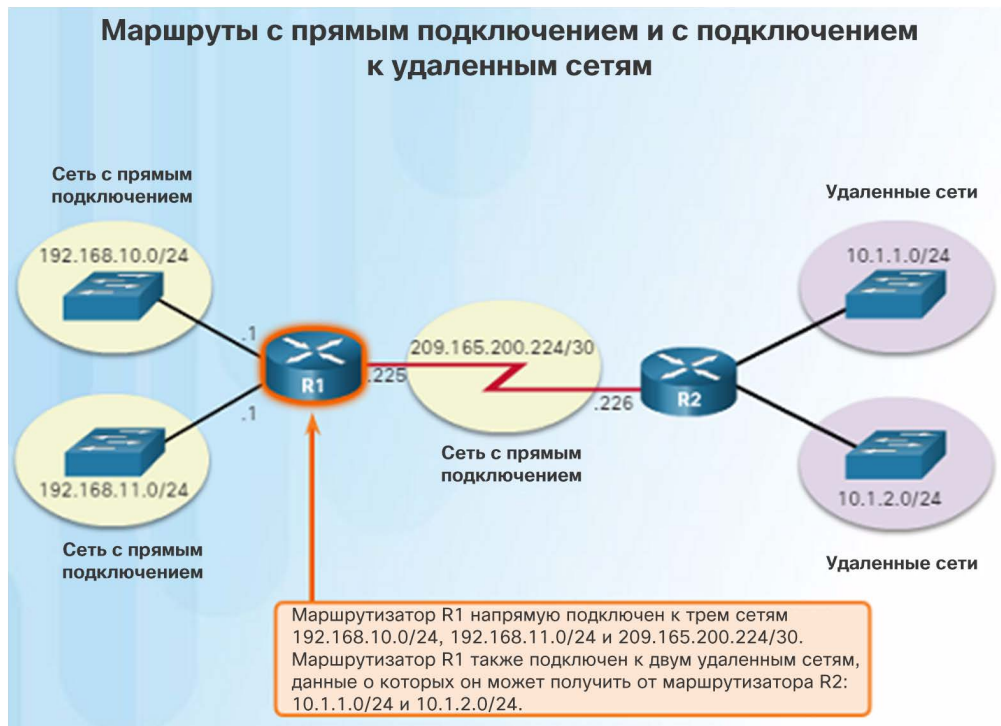 Маршруты с прямым подключением и с подключением
к удаленным сетям
Сеть с прямым
подключением
192.168.10.0/24
.1
R1
.1
192.168.11.0/24
Сеть с прямым
подключением
209.165.200.224/30
.225
.226
Сеть с прямым
подключением
R2
Удаленные сети
10.1.1.0/24
10.1.2.0/24
Удаленные сети
Маршрутизатор R1 напрямую подключен к трем сетям
192.168.10.0/24, 192.168.11.0/24 и 209.165.200.224/30.
Маршрутизатор R1 также подключен к двум удаленным сетям,
данные о которых он может получить от маршрутизатора R2:
10.1.1.0/24 и 10.1.2.0/24.